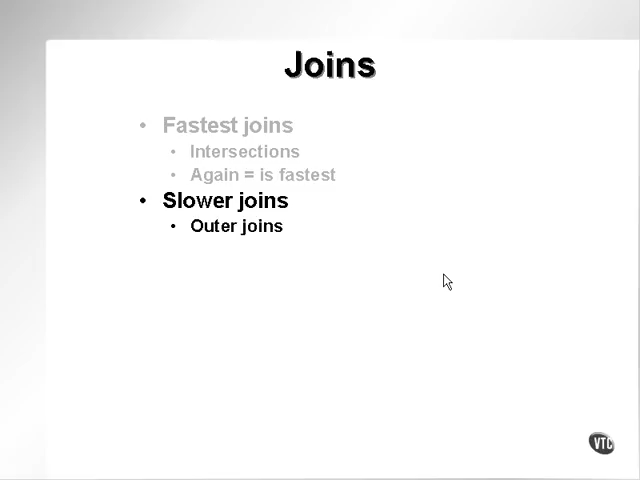 Joins
• Fastest joins
• Intersections
• Again = is fastest
• Slower joins
• Outer joins
VTC